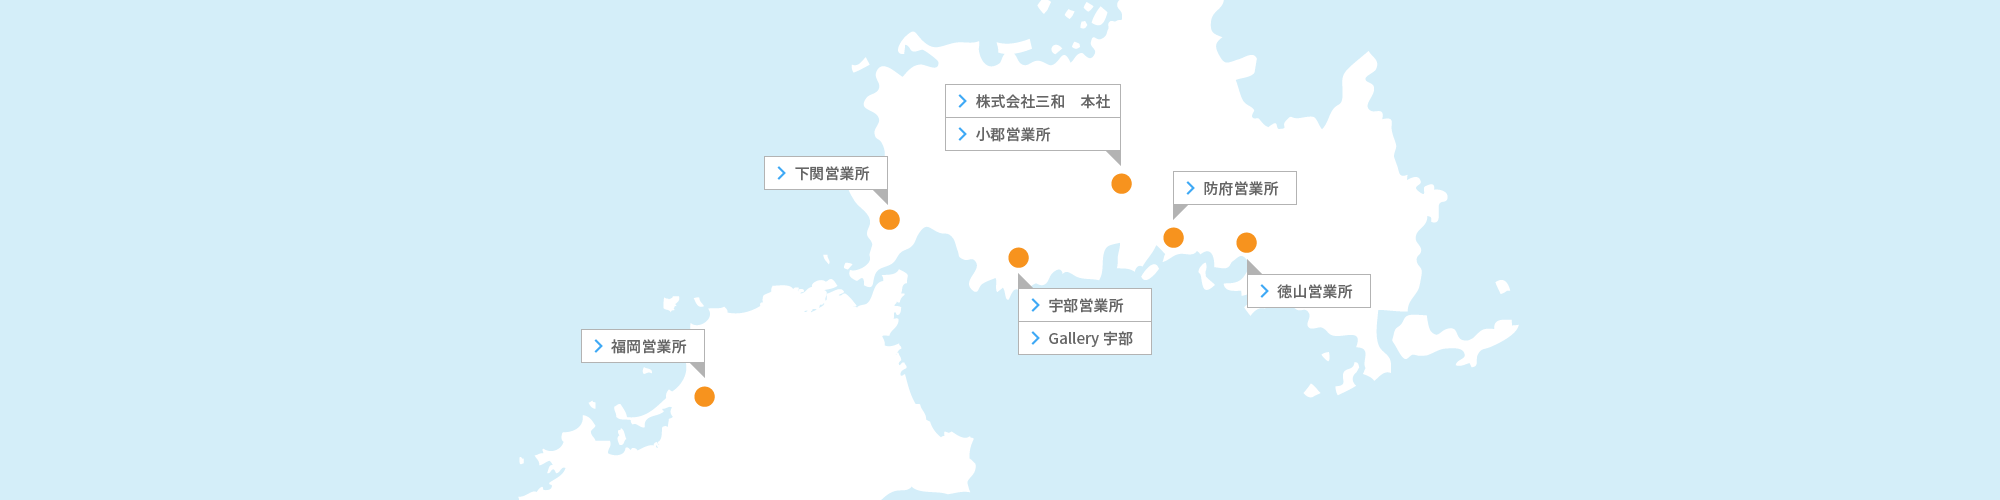 株式会社三和　本社
小郡営業所
下関営業所
防府営業所
徳山営業所
宇部営業所
Gallery 宇部
福岡営業所